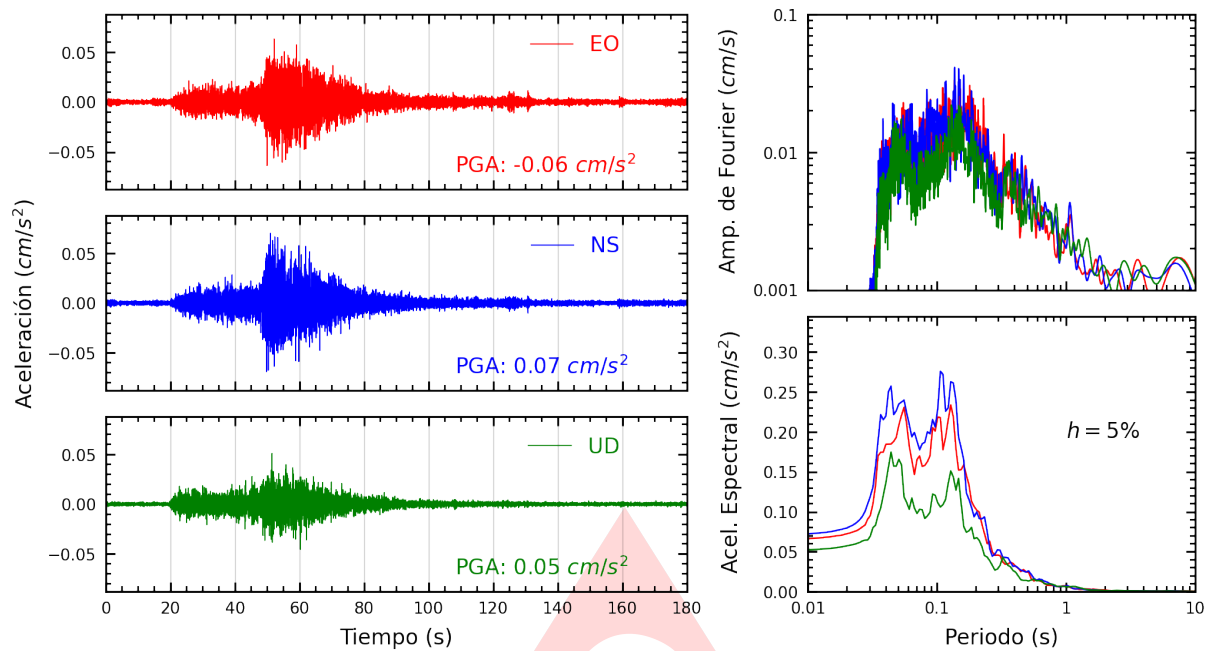 Aceleración (cm/s²)
0.05
0.00
−0.05
EO
PGA: -0.06 cm/s²
0.05
0.00
−0.05
NS
PGA: 0.07 cm/s²
0.05
0.00
−0.05
UD
PGA: 0.05 cm/s²
0 20 40 60 80 100 120 140 160 180
Tiempo (s)
Amp. de Fourier (cm/s)
0.1
0.01
0.001
Acel. Espectral (cm/s²)
0.30
0.25
0.20
0.15
0.10
0.05
0.00
h = 5%
0.01 0.1 1 10
Periodo (s)